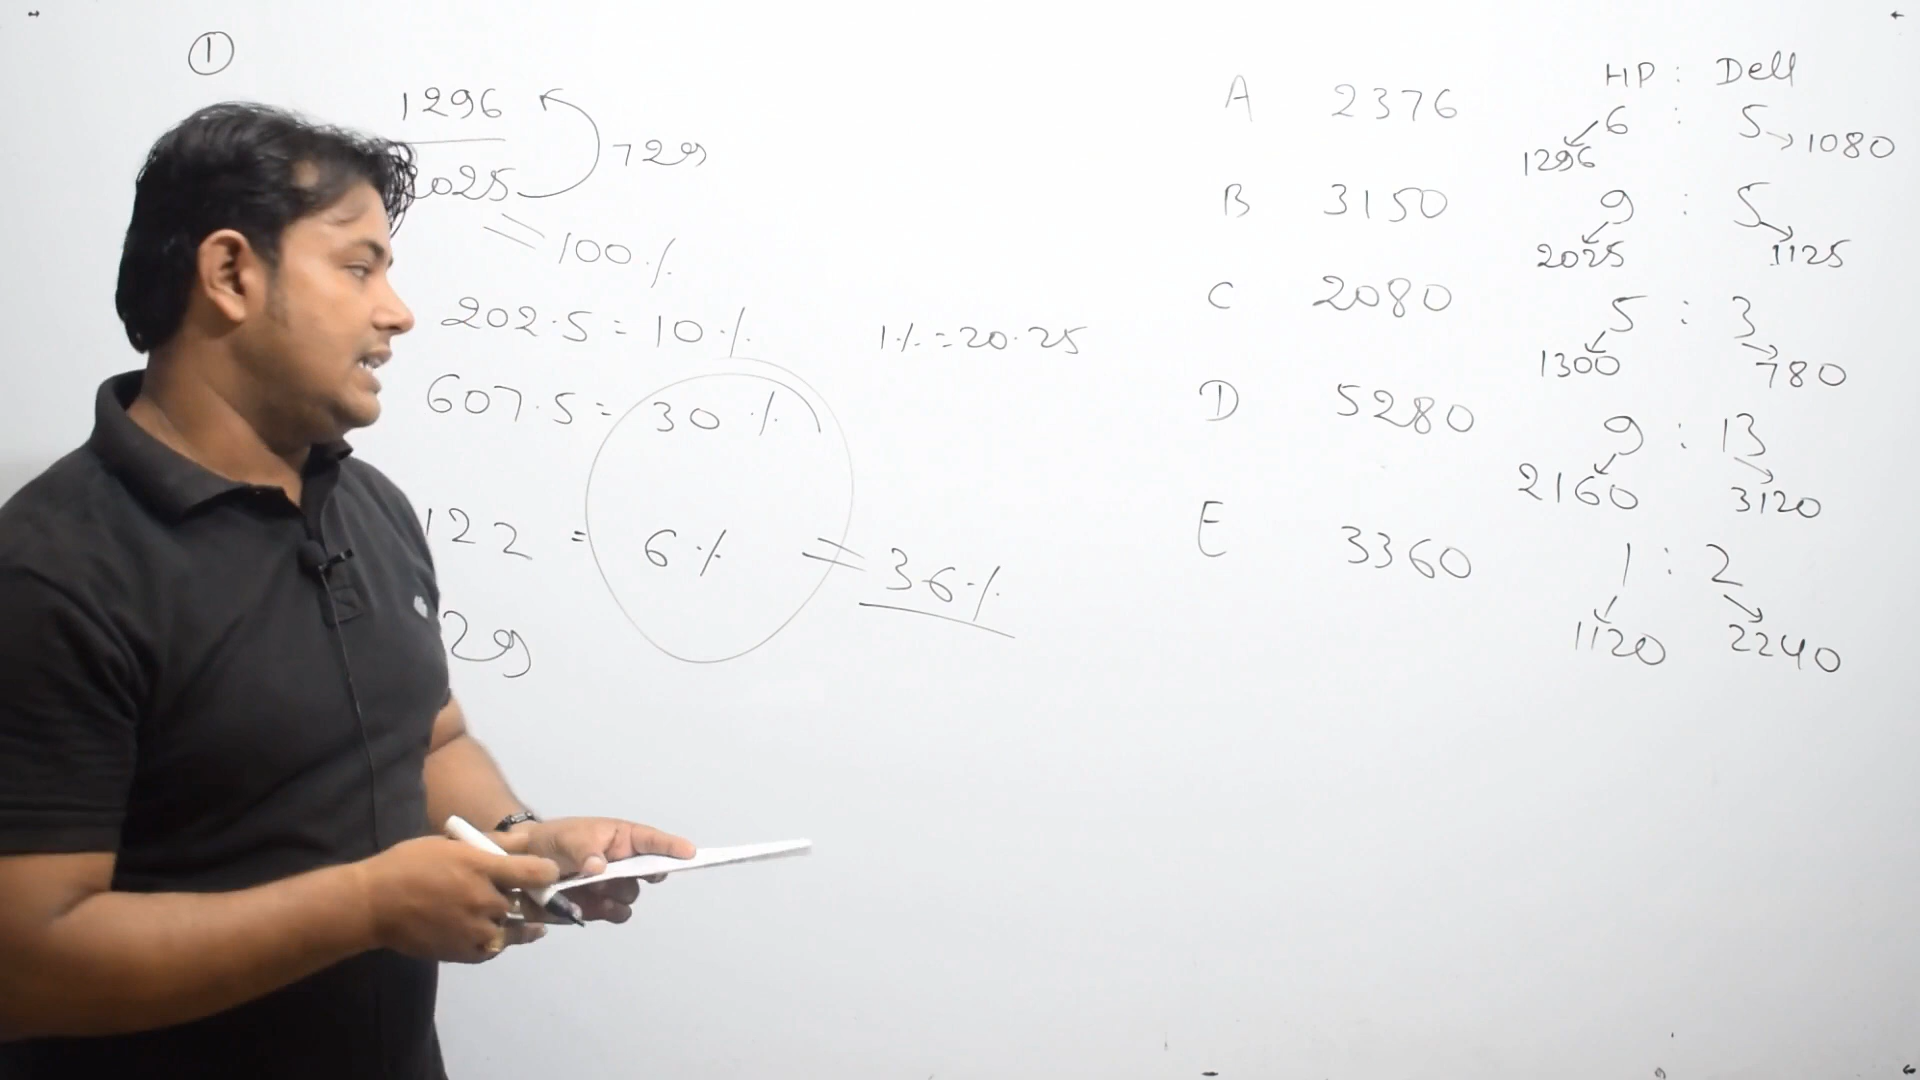 1
1296
2025
729
= 100 %
202.5 = 10 %
1 % = 20.25
607.5 = 30 %
122 = 6 % = 36 %
29
HP : Dell
A 2376 6 : 5
1296 1080
B 3150 9 : 5
2025 1125
C 2080 5 : 3
1300 780
D 5280 9 : 13
2160 3120
E 3360 1 : 2
1120 2240